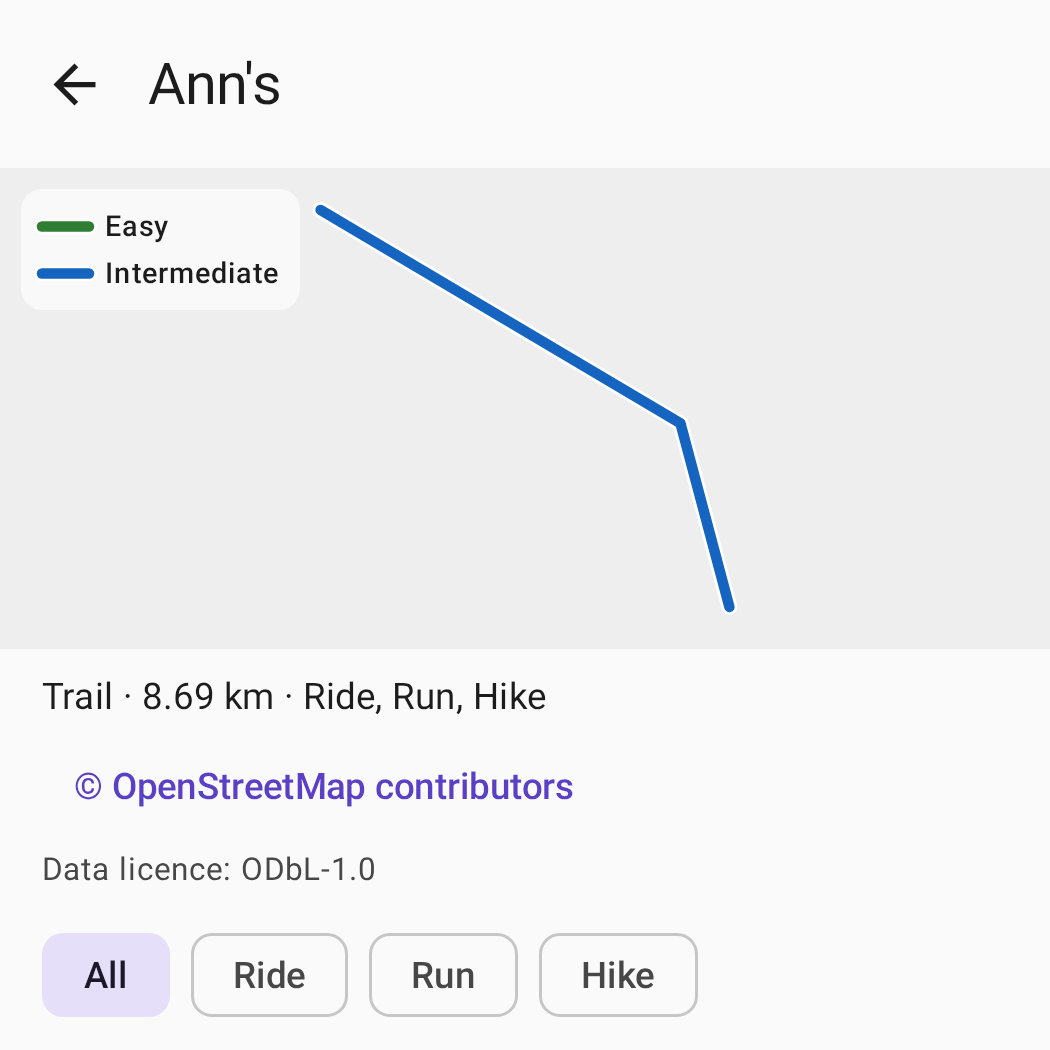 Ann's
Easy
Intermediate
Trail · 8.69 km · Ride, Run, Hike
© OpenStreetMap contributors
Data licence: ODbL-1.0
All
Ride
Run
Hike